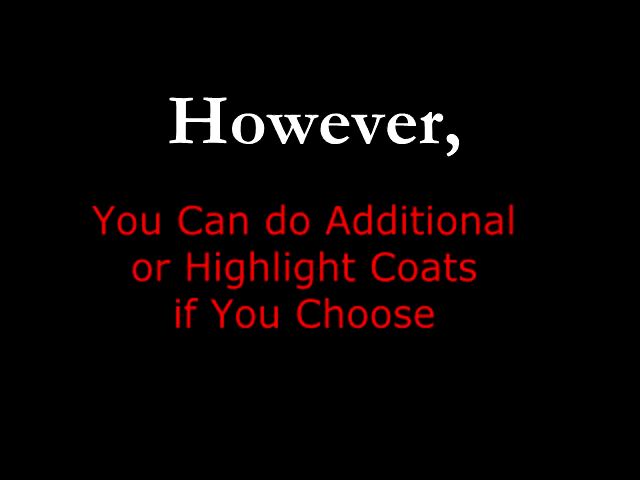 However,
You Can do Additional
or Highlight Coats
if You Choose